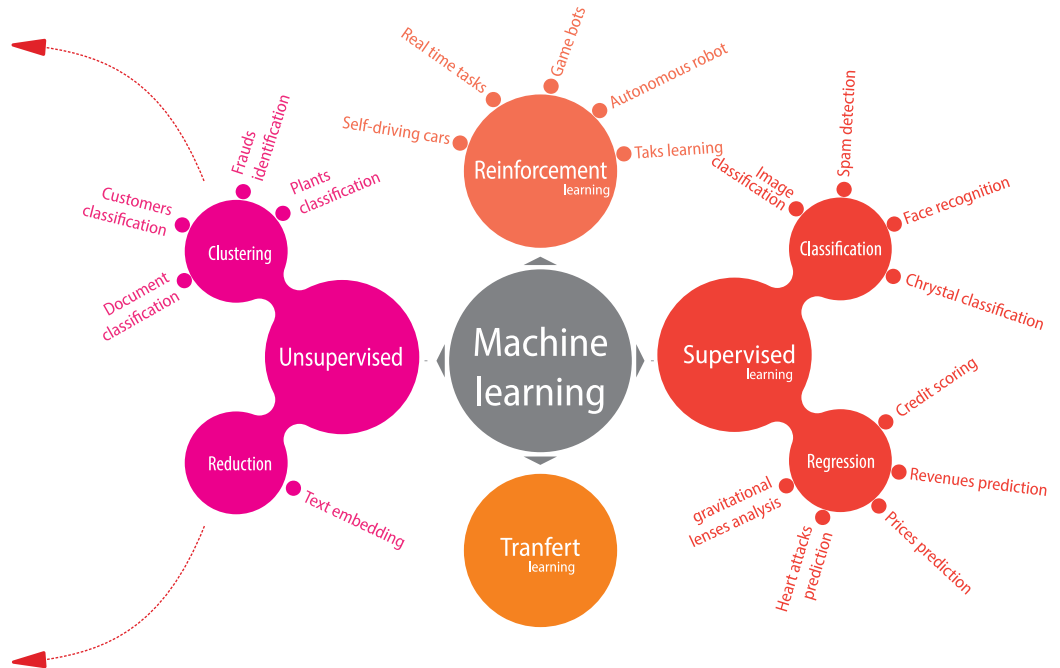 Real time tasks
Game bots
Autonomous robot
Self-driving cars
Taks learning
Reinforcement
learning
Frauds
identification
Plants
classification
Customers
classification
Document
classification
Clustering
Unsupervised
Reduction
Text embedding
Machine
learning
Tranfert
learning
Supervised
learning
Image
classification
Spam detection
Face recognition
Chrystal classification
Classification
Credit scoring
Revenues prediction
Prices prediction
Heart attacks
prediction
gravitational
lenses analysis
Regression